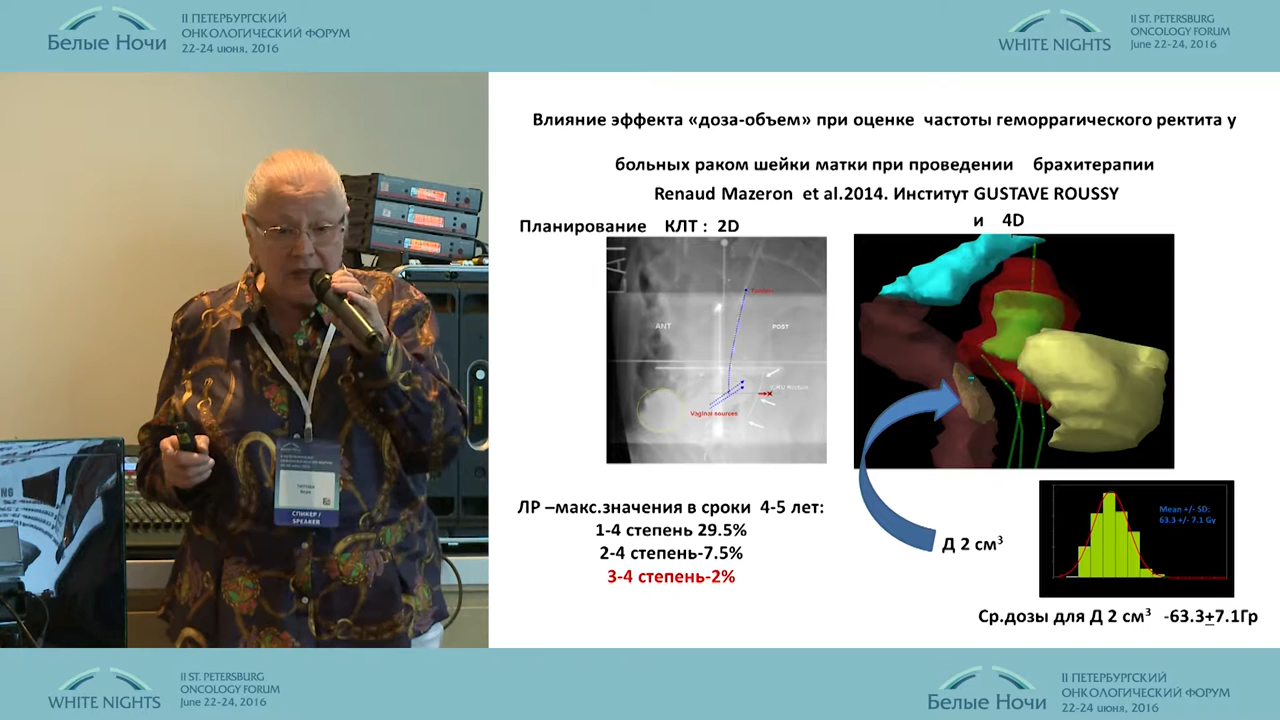 Белые Ночи
II ПЕТЕРБУРГСКИЙ
ОНКОЛОГИЧЕСКИЙ ФОРУМ
22-24 июня, 2016
WHITE NIGHTS
II ST. PETERSBURG
ONCOLOGY FORUM
June 22-24, 2016
Влияние эффекта «доза-объем» при оценке частоты геморрагического ректита у
больных раком шейки матки при проведении брахитерапии
Renaud Mazeron et al.2014. Институт GUSTAVE ROUSSY
Планирование КЛТ : 2D
и 4D
Tandem
ANT
POST
Vaginal sources
ЛР –макс.значения в сроки 4-5 лет:
1-4 степень 29.5%
2-4 степень-7.5%
3-4 степень-2%
Д 2 см³
Mean +/- SD:
63.3 +/- 7.1 Gy
Ср.дозы для Д 2 см³ -63.3±7.1Гр
СПИКЕР /
SPEAKER
WHITE NIGHTS
II ST. PETERSBURG
ONCOLOGY FORUM
June 22-24, 2016
Белые Ночи
II ПЕТЕРБУРГСКИЙ
ОНКОЛОГИЧЕСКИЙ ФОРУМ
22-24 июня, 2016